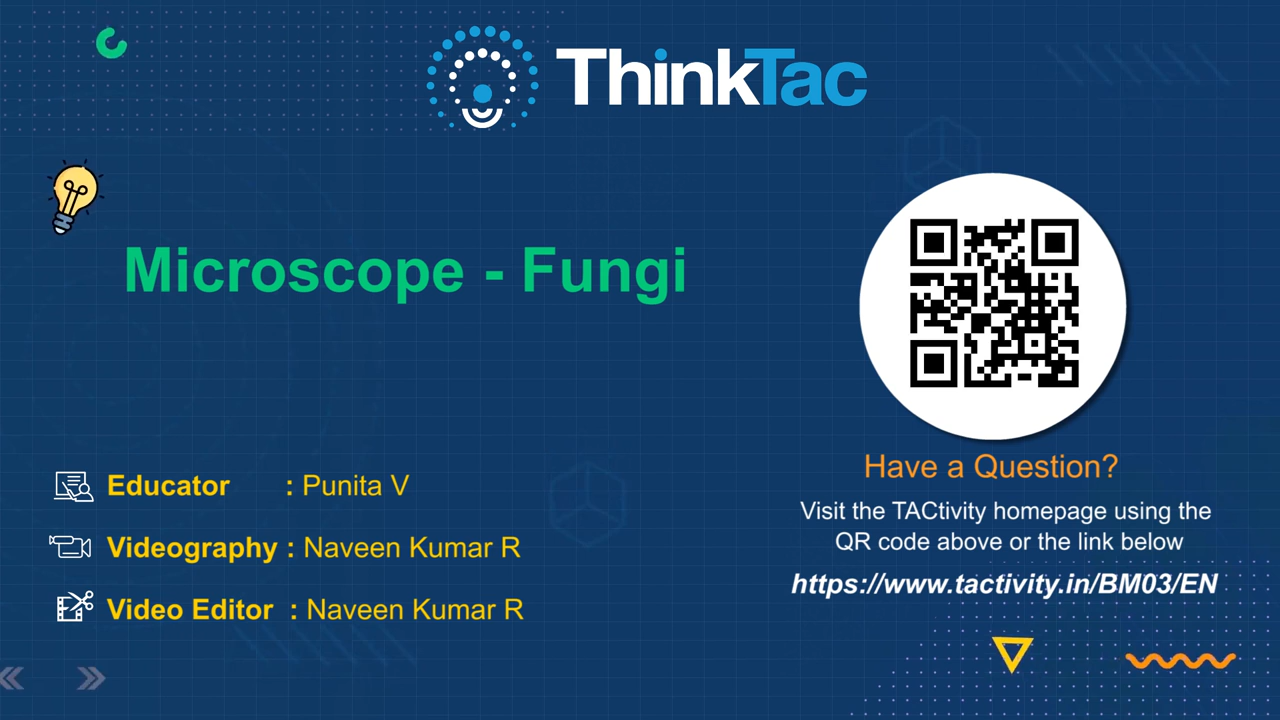 ThinkTac
Microscope - Fungi
Educator : Punita V
Videography : Naveen Kumar R
Video Editor : Naveen Kumar R
Have a Question?
Visit the TACtivity homepage using the
QR code above or the link below
https://www.tactivity.in/BM03/EN